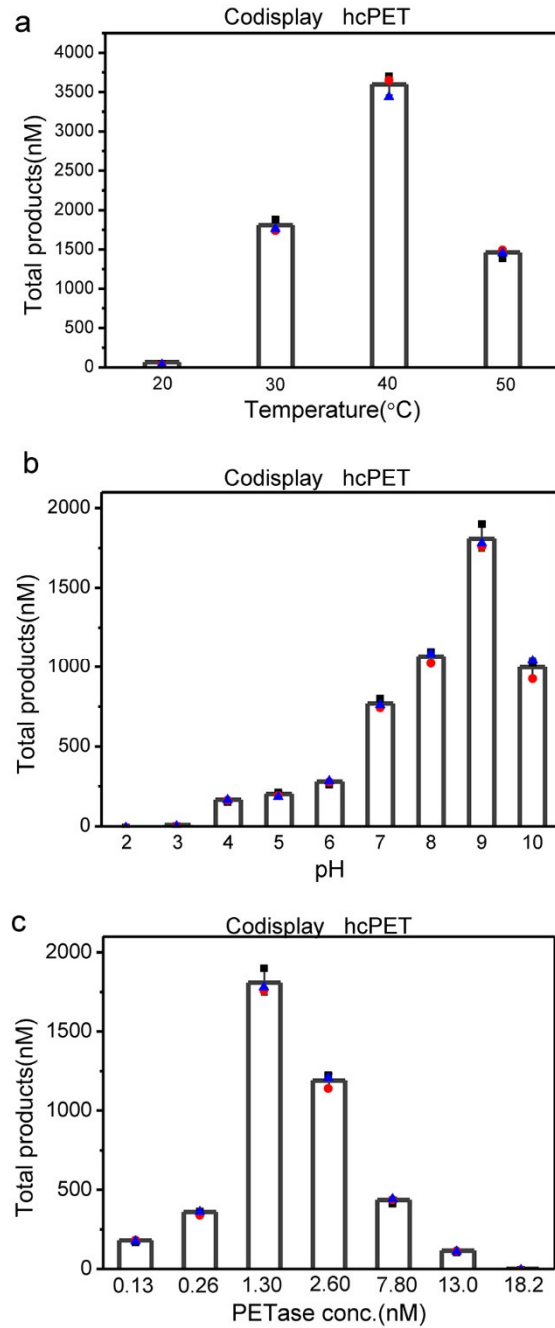 a
Codisplay hcPET
Total products(nM)
4000
3500
3000
2500
2000
1500
1000
500
0
20 30 40 50
Temperature(°C)
b
Codisplay hcPET
Total products(nM)
2000
1500
1000
500
0
2 3 4 5 6 7 8 9 10
pH
c
Codisplay hcPET
Total products(nM)
2000
1500
1000
500
0
0.13 0.26 1.30 2.60 7.80 13.0 18.2
PETase conc.(nM)